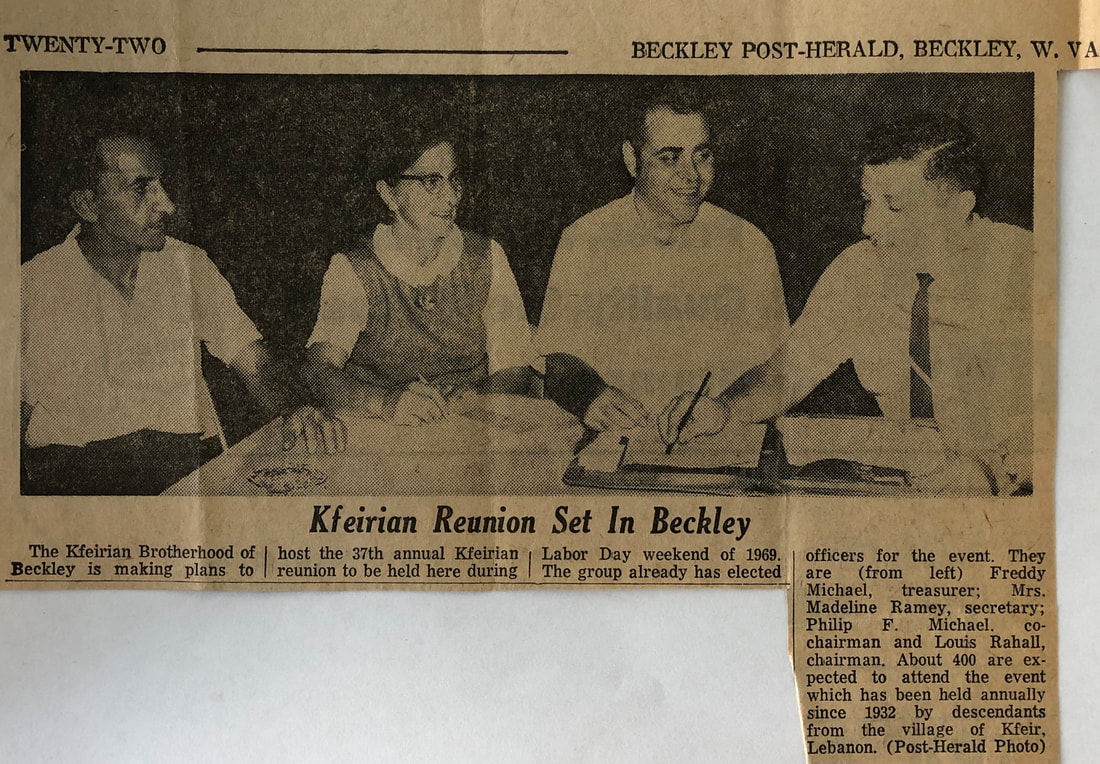 TWENTY-TWO
BECKLEY POST-HERALD, BECKLEY, W. VA
Kfeirian Reunion Set In Beckley
The Kfeirian Brotherhood of
Beckley is making plans to
host the 37th annual Kfeirian
reunion to be held here during
Labor Day weekend of 1969.
The group already has elected
officers for the event. They
are (from left) Freddy
Michael, treasurer; Mrs.
Madeline Ramey, secretary;
Philip F. Michael. co-
chairman and Louis Rahall,
chairman. About 400 are ex-
pected to attend the event
which has been held annually
since 1932 by descendants
from the village of Kfeir,
Lebanon. (Post-Herald Photo)